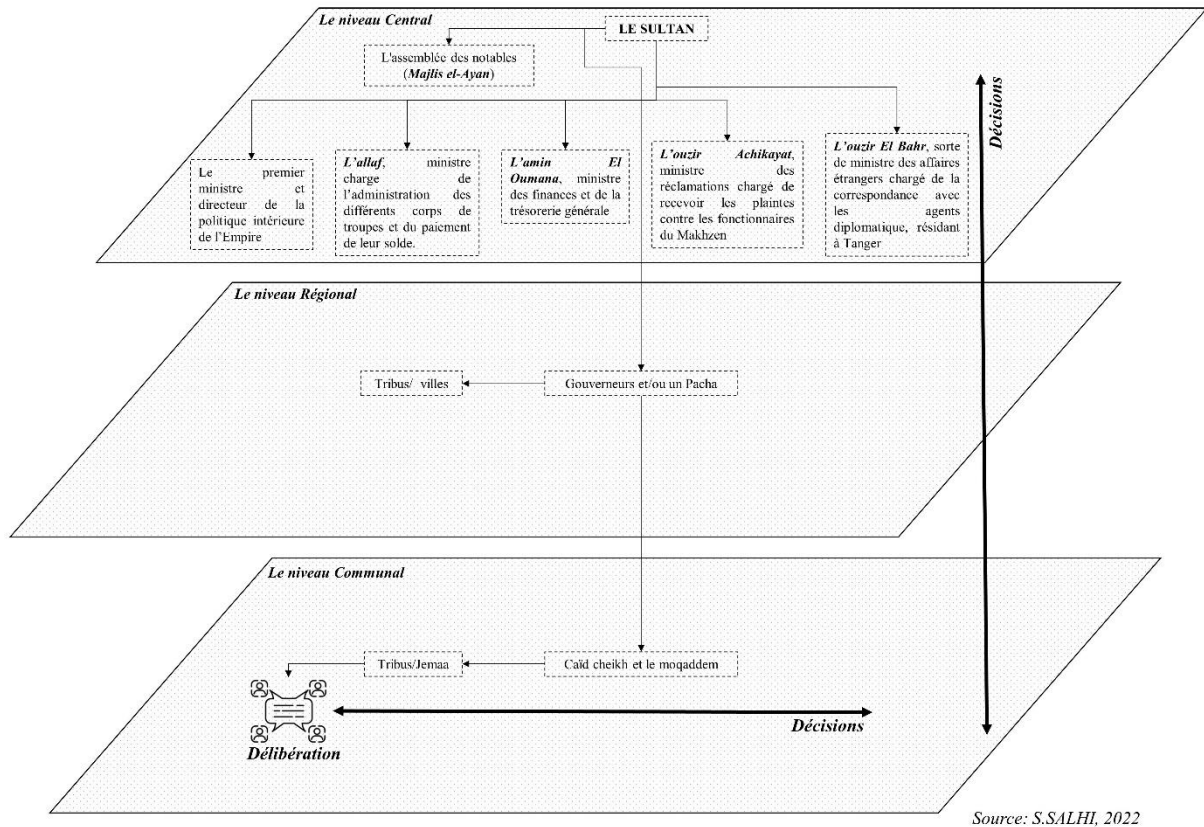 Le niveau Central
LE SULTAN
L'assemblée des notables
(Majlis el-Ayan)
Le premier
ministre et
directeur de la
politique intérieure
de l'Empire
L'allaf, ministre
charge de
l'administration des
différents corps de
troupes et du paiement
de leur solde.
L'amin El
Oumana, ministre
des finances et de la
trésorerie générale
L'ouzir Achikayat,
ministre des
réclamations chargé de
recevoir les plaintes
contre les fonctionnaires
du Makhzen
L'ouzir El Bahr, sorte
de ministre des affaires
étrangers chargé de la
correspondance avec
les agents
diplomatique, résidant
à Tanger
Décisions
Le niveau Régional
Tribus/ villes
Gouverneurs et/ou un Pacha
Le niveau Communal
Tribus/Jemaa
Caïd cheikh et le moqaddem
Délibération
Décisions
Source: S.SALHI, 2022